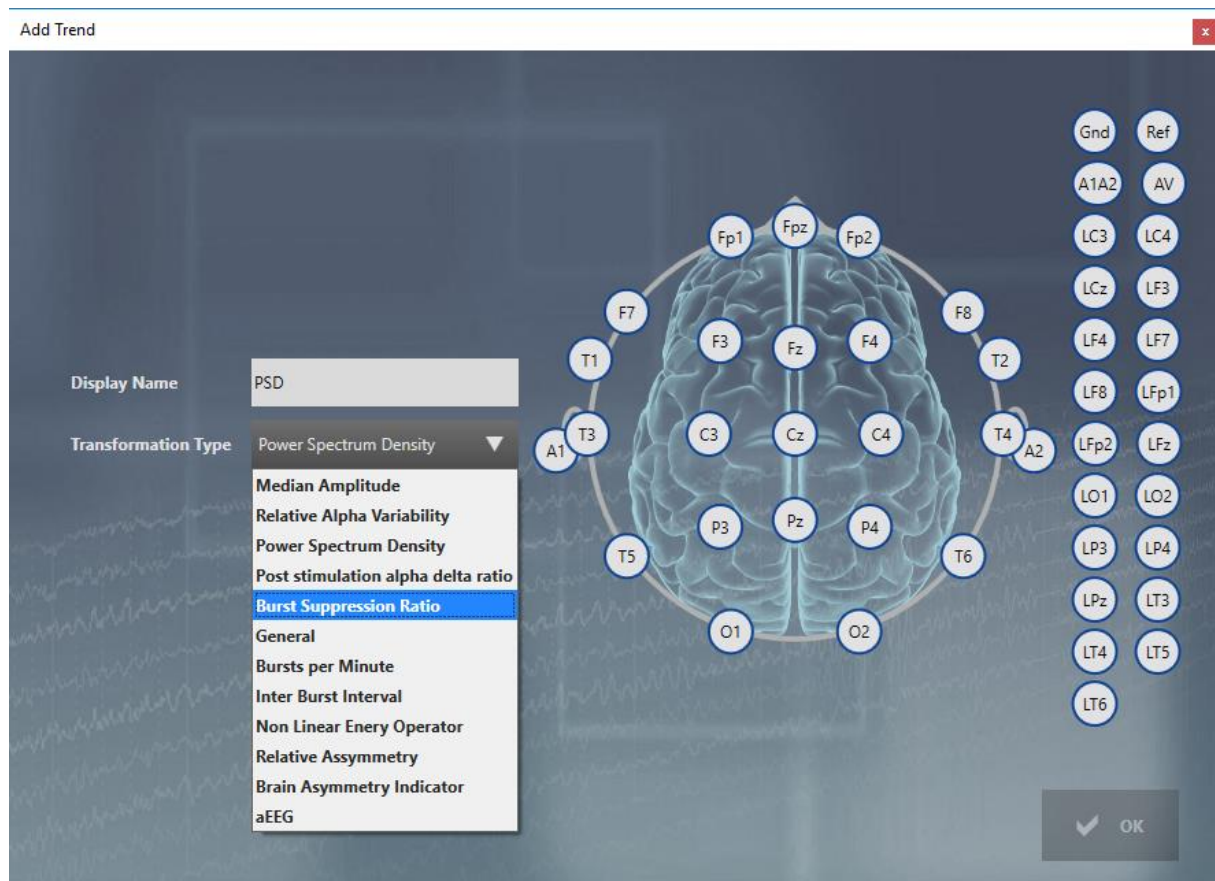 Add Trend
x
Gnd Ref
A1A2 AV
Fp1 Fpz Fp2
LC3 LC4
LCz LF3
F7 F8
F3 Fz F4
LF4 LF7
T1 T2
Display Name PSD
LF8 LFp1
Transformation Type Power Spectrum Density
A1 T3 C3 Cz C4 T4 A2
LFp2 LFz
Median Amplitude
LO1 LO2
Relative Alpha Variability
P3 Pz P4
Power Spectrum Density
LP3 LP4
T5 T6
Post stimulation alpha delta ratio
Burst Suppression Ratio
LPz LT3
General
O1 O2
LT4 LT5
Bursts per Minute
Inter Burst Interval
LT6
Non Linear Enery Operator
Relative Assymmetry
Brain Asymmetry Indicator
aEEG
OK